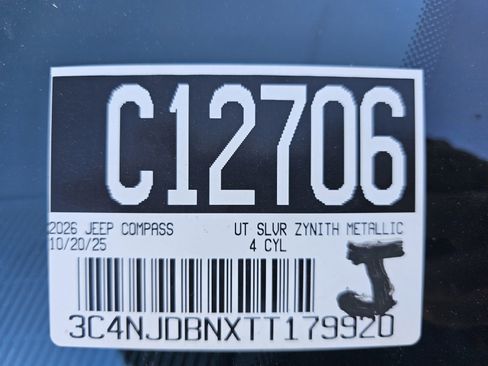 C12706
2026 JEEP COMPASS UT SLVR ZYNITH METALLIC
10/20/25 4 CYL
J
3C4NJDBNXTT179920